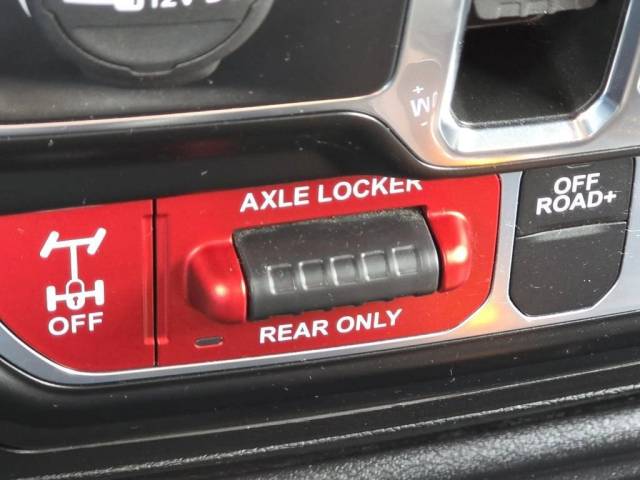 12V
M
+
-
AXLE LOCKER
OFF
ROAD+
OFF
REAR ONLY